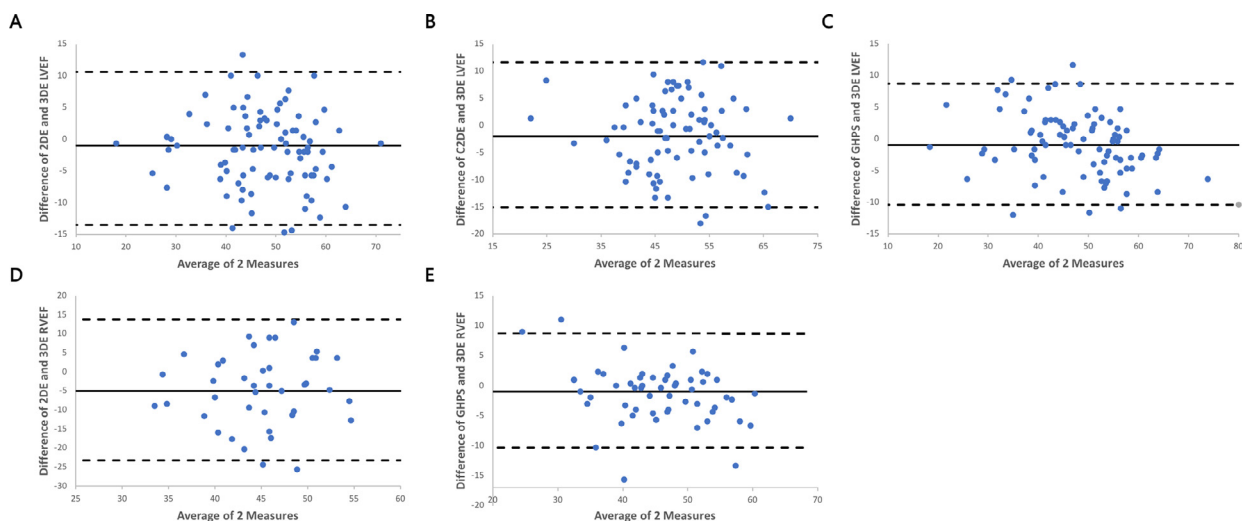 A
Difference of 2DE and 3DE LVEF
15
10
5
0
-5
-10
-15
10 20 30 40 50 60 70
Average of 2 Measures
B
Difference of C2DE and 3DE LVEF
15
10
5
0
-5
-10
-15
-20
15 25 35 45 55 65 75
Average of 2 Measures
C
Difference of GHPS and 3DE LVEF
15
10
5
0
-5
-10
-15
10 20 30 40 50 60 70 80
Average of 2 Measures
D
Difference of 2DE and 3DE RVEF
20
15
10
5
0
-5
-10
-15
-20
-25
-30
25 30 35 40 45 50 55 60
Average of 2 Measures
E
Difference of GHPS and 3DE RVEF
15
10
5
0
-5
-10
-15
-20
20 30 40 50 60 70
Average of 2 Measures